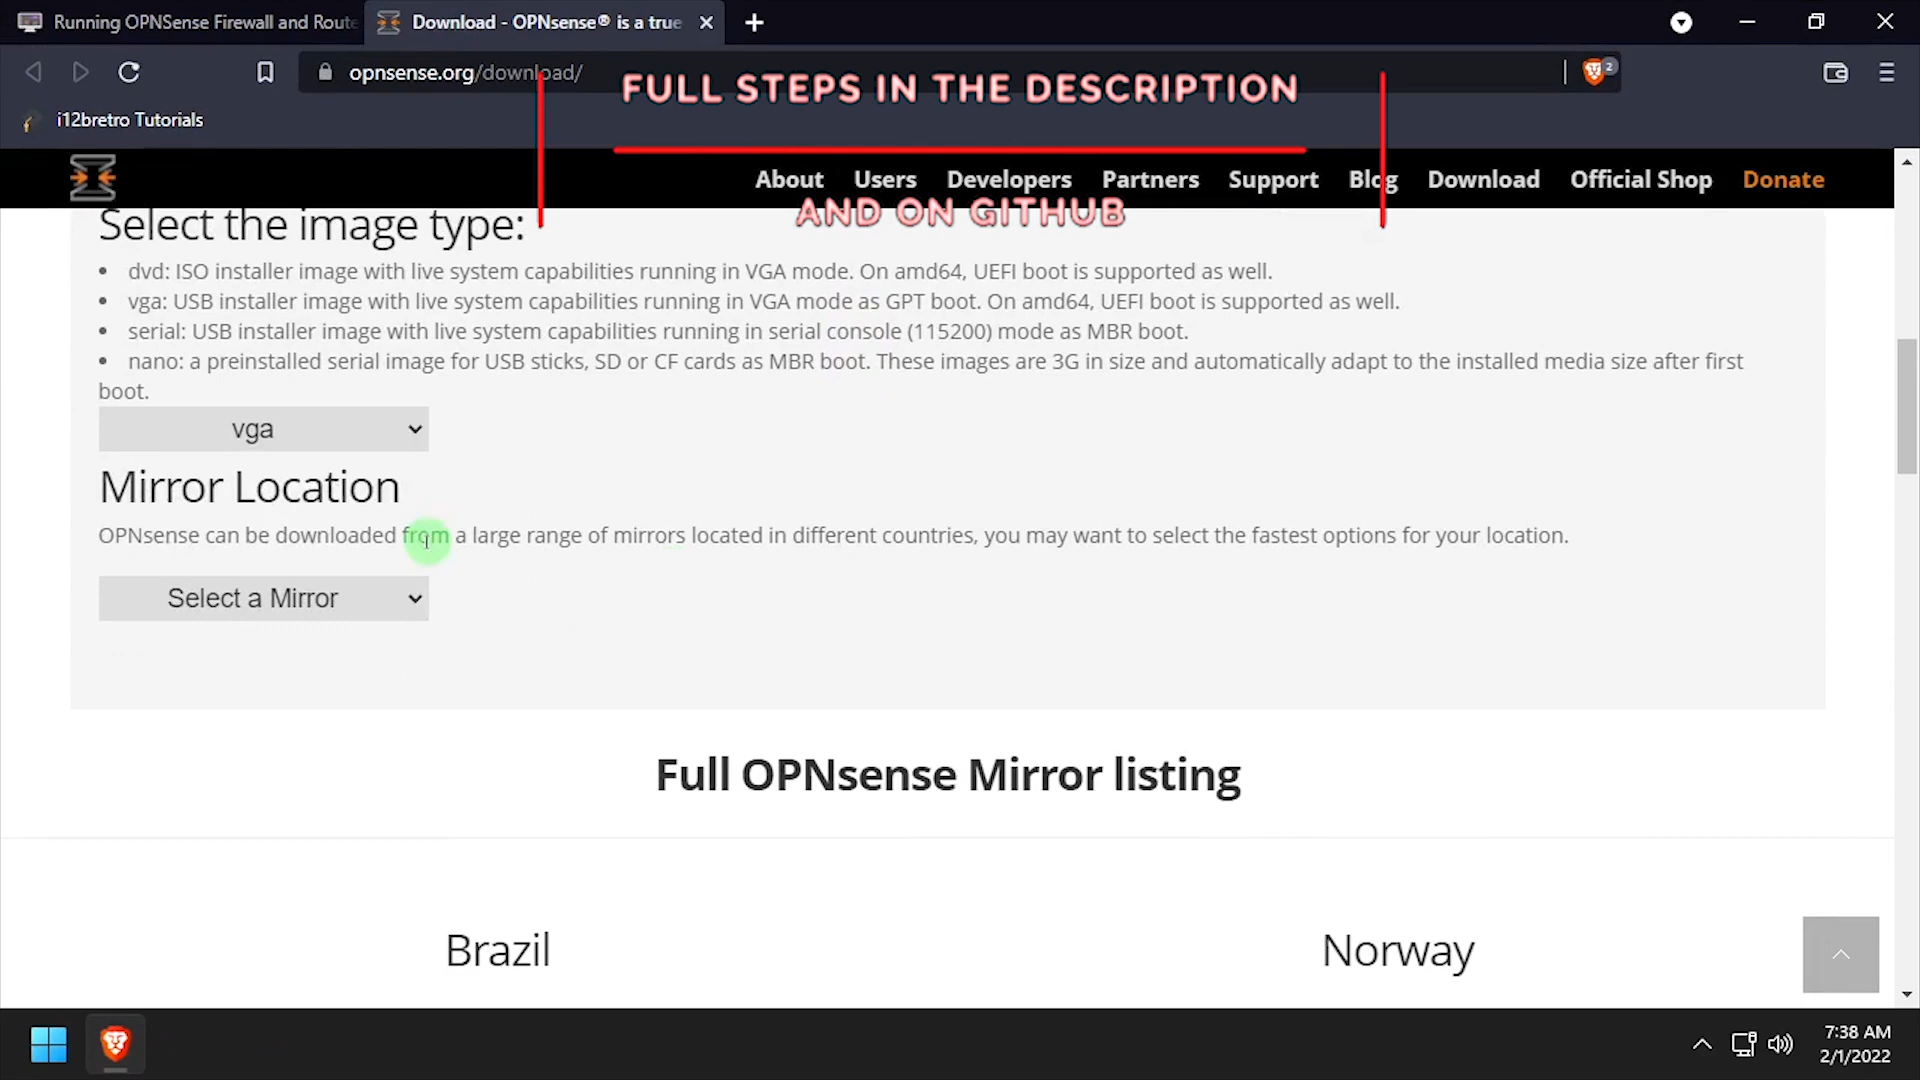 Running OPNSense Firewall and Route
Download - OPNsense® is a true
opnsense.org/download/
2
FULL STEPS IN THE DESCRIPTION
i12bretro Tutorials
About Users Developers Partners Support Blog Download Official Shop Donate
AND ON GITHUB
Select the image type:
• dvd: ISO installer image with live system capabilities running in VGA mode. On amd64, UEFI boot is supported as well.
• vga: USB installer image with live system capabilities running in VGA mode as GPT boot. On amd64, UEFI boot is supported as well.
• serial: USB installer image with live system capabilities running in serial console (115200) mode as MBR boot.
• nano: a preinstalled serial image for USB sticks, SD or CF cards as MBR boot. These images are 3G in size and automatically adapt to the installed media size after first
boot.
vga
Mirror Location
OPNsense can be downloaded from a large range of mirrors located in different countries, you may want to select the fastest options for your location.
Select a Mirror
Full OPNsense Mirror listing
Brazil
Norway
7:38 AM
2/1/2022